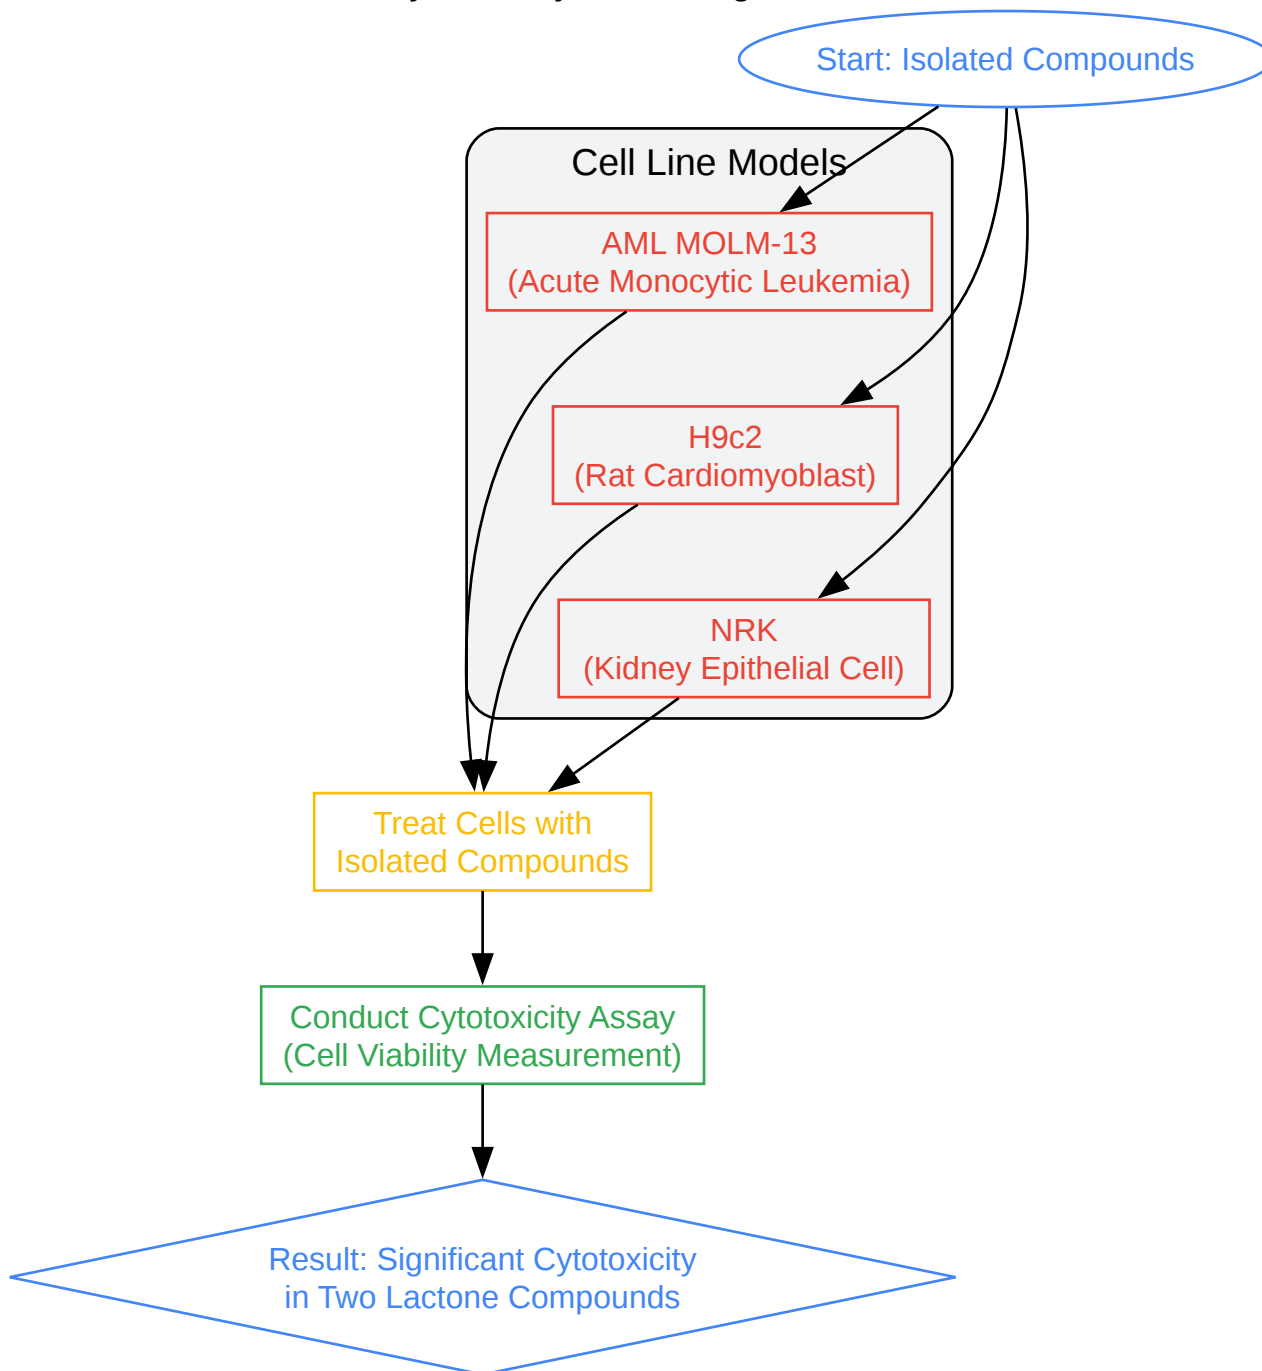 Start: Isolated Compounds
Cell Line Models
AML MOLM-13
(Acute Monocytic Leukemia)
H9c2
(Rat Cardiomyoblast)
NRK
(Kidney Epithelial Cell)
Treat Cells with
Isolated Compounds
Conduct Cytotoxicity Assay
(Cell Viability Measurement)
Result: Significant Cytotoxicity
in Two Lactone Compounds